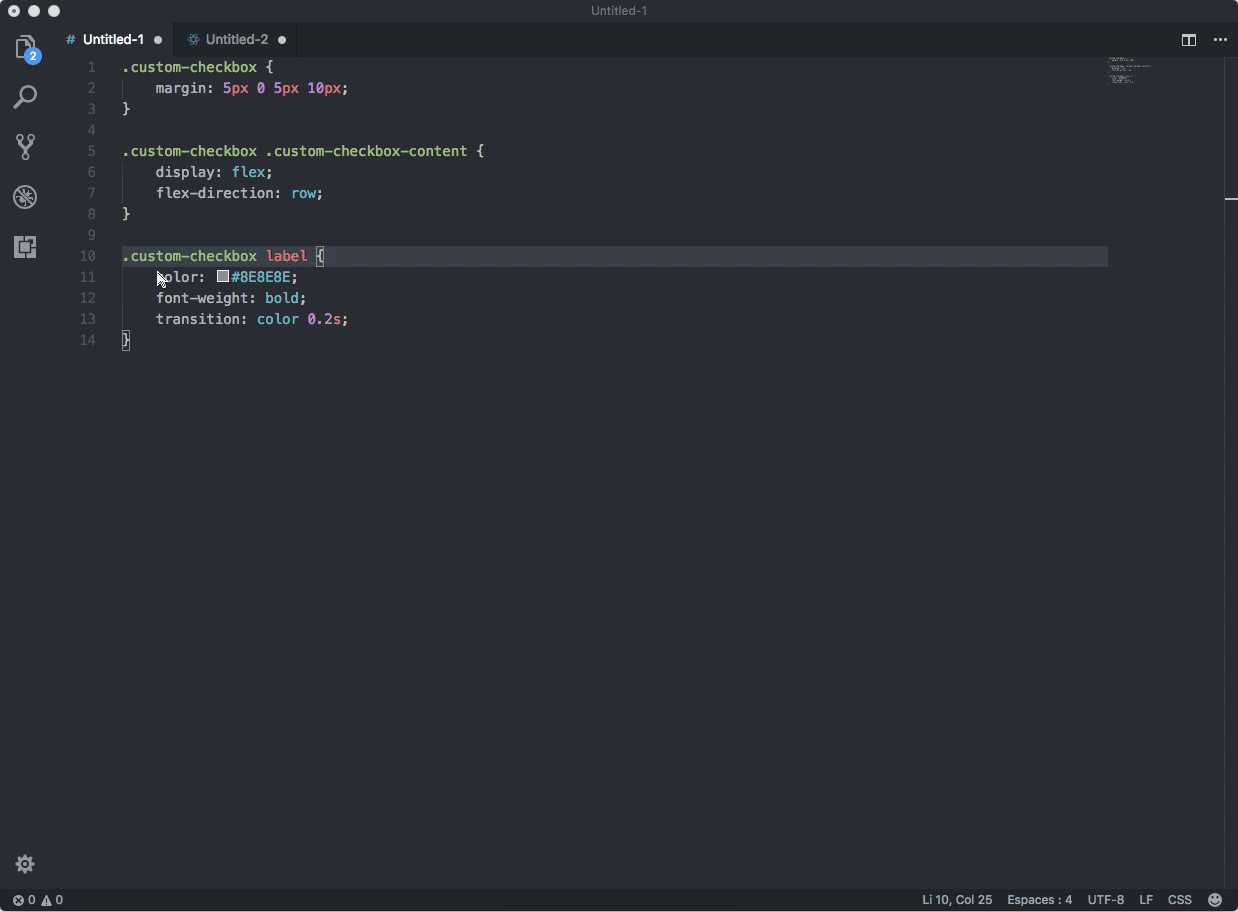 Untitled-1
# Untitled-1 Untitled-2
2
1 .custom-checkbox {
2 margin: 5px 0 5px 10px;
3 }
4
5 .custom-checkbox .custom-checkbox-content {
6 display: flex;
7 flex-direction: row;
8 }
9
10 .custom-checkbox label {
11 color: #8E8E8E;
12 font-weight: bold;
13 transition: color 0.2s;
14 }
0 0 Li 10, Col 25 Espaces : 4 UTF-8 LF CSS